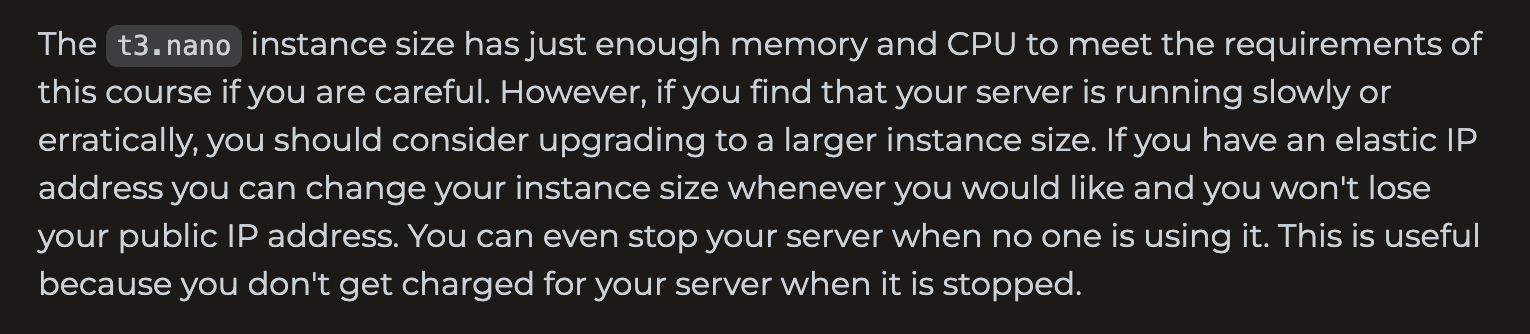 The t3.nano instance size has just enough memory and CPU to meet the requirements of
this course if you are careful. However, if you find that your server is running slowly or
erratically, you should consider upgrading to a larger instance size. If you have an elastic IP
address you can change your instance size whenever you would like and you won't lose
your public IP address. You can even stop your server when no one is using it. This is useful
because you don't get charged for your server when it is stopped.